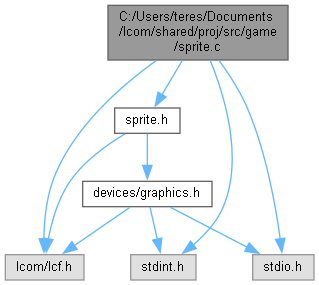 C:/Users/teres/Documents
/lcom/shared/proj/src/game
/sprite.c
sprite.h
devices/graphics.h
lcom/lcf.h
stdint.h
stdio.h